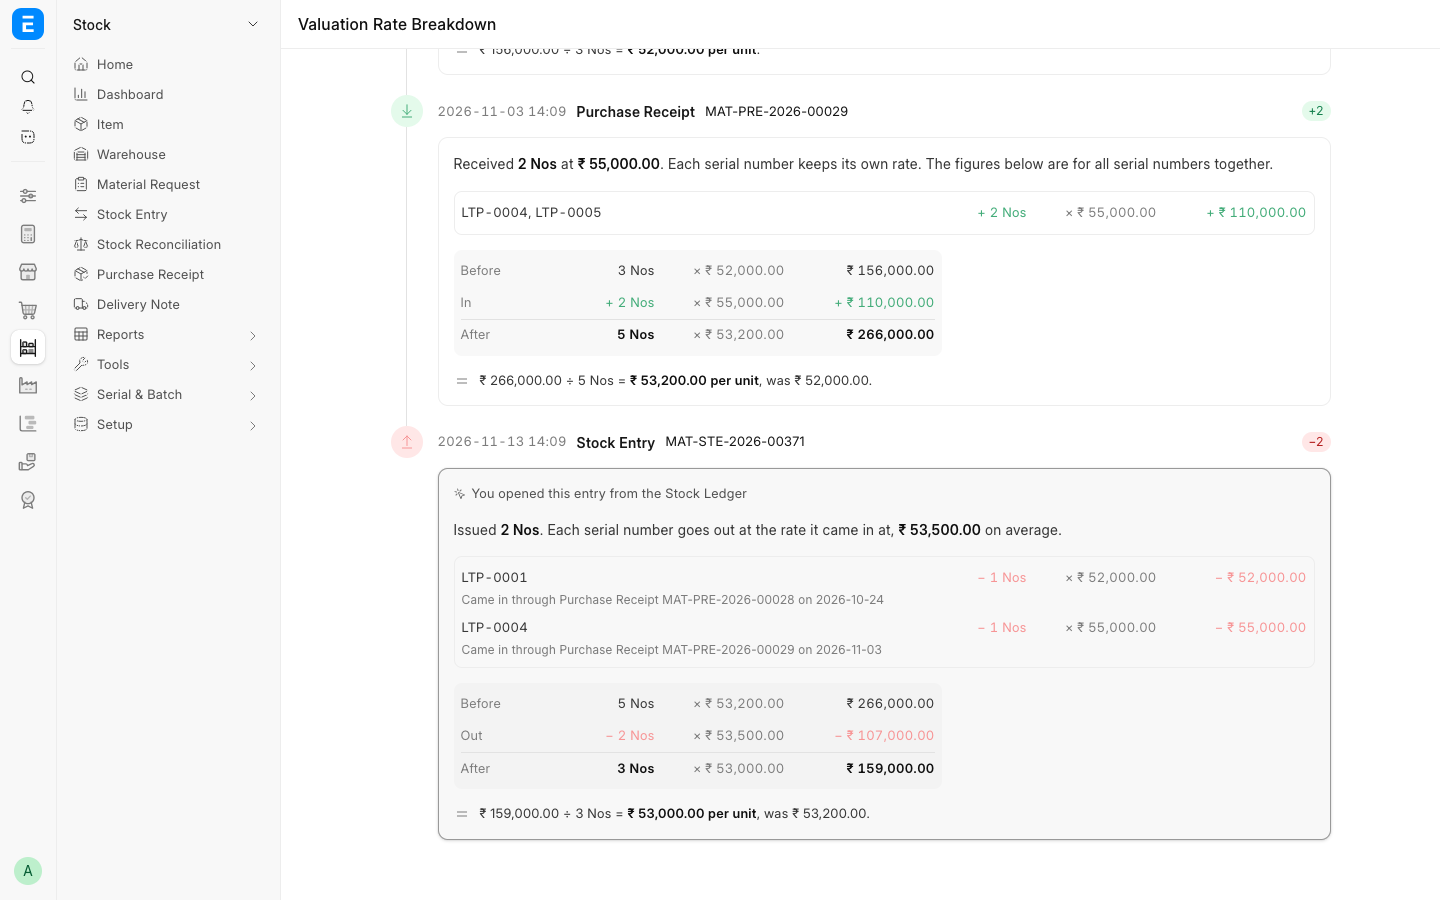 Stock
Valuation Rate Breakdown
Home
Dashboard
Item
Warehouse
Material Request
Stock Entry
Stock Reconciliation
Purchase Receipt
Delivery Note
Reports
Tools
Serial & Batch
Setup
A
₹ 156,000.00 ÷ 3 Nos = ₹ 52,000.00 per unit.
2026-11-03 14:09 Purchase Receipt MAT-PRE-2026-00029 +2
Received 2 Nos at ₹ 55,000.00. Each serial number keeps its own rate. The figures below are for all serial numbers together.
LTP-0004, LTP-0005 + 2 Nos × ₹ 55,000.00 + ₹ 110,000.00
Before 3 Nos × ₹ 52,000.00 ₹ 156,000.00
In + 2 Nos × ₹ 55,000.00 + ₹ 110,000.00
After 5 Nos × ₹ 53,200.00 ₹ 266,000.00
= ₹ 266,000.00 ÷ 5 Nos = ₹ 53,200.00 per unit, was ₹ 52,000.00.
2026-11-13 14:09 Stock Entry MAT-STE-2026-00371 −2
You opened this entry from the Stock Ledger
Issued 2 Nos. Each serial number goes out at the rate it came in at, ₹ 53,500.00 on average.
LTP-0001 − 1 Nos × ₹ 52,000.00 − ₹ 52,000.00
Came in through Purchase Receipt MAT-PRE-2026-00028 on 2026-10-24
LTP-0004 − 1 Nos × ₹ 55,000.00 − ₹ 55,000.00
Came in through Purchase Receipt MAT-PRE-2026-00029 on 2026-11-03
Before 5 Nos × ₹ 53,200.00 ₹ 266,000.00
Out − 2 Nos × ₹ 53,500.00 − ₹ 107,000.00
After 3 Nos × ₹ 53,000.00 ₹ 159,000.00
= ₹ 159,000.00 ÷ 3 Nos = ₹ 53,000.00 per unit, was ₹ 53,200.00.